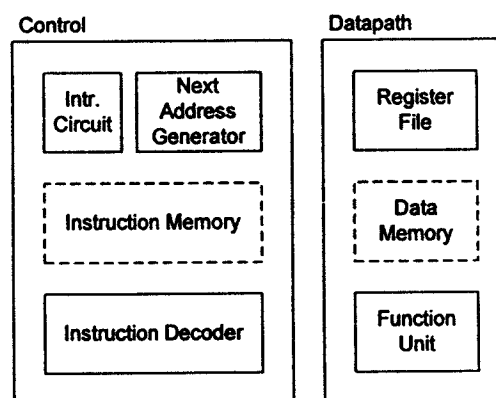 Control
Intr.
Circuit
Next
Address
Generator
Instruction Memory
Instruction Decoder
Datapath
Register
File
Data
Memory
Function
Unit